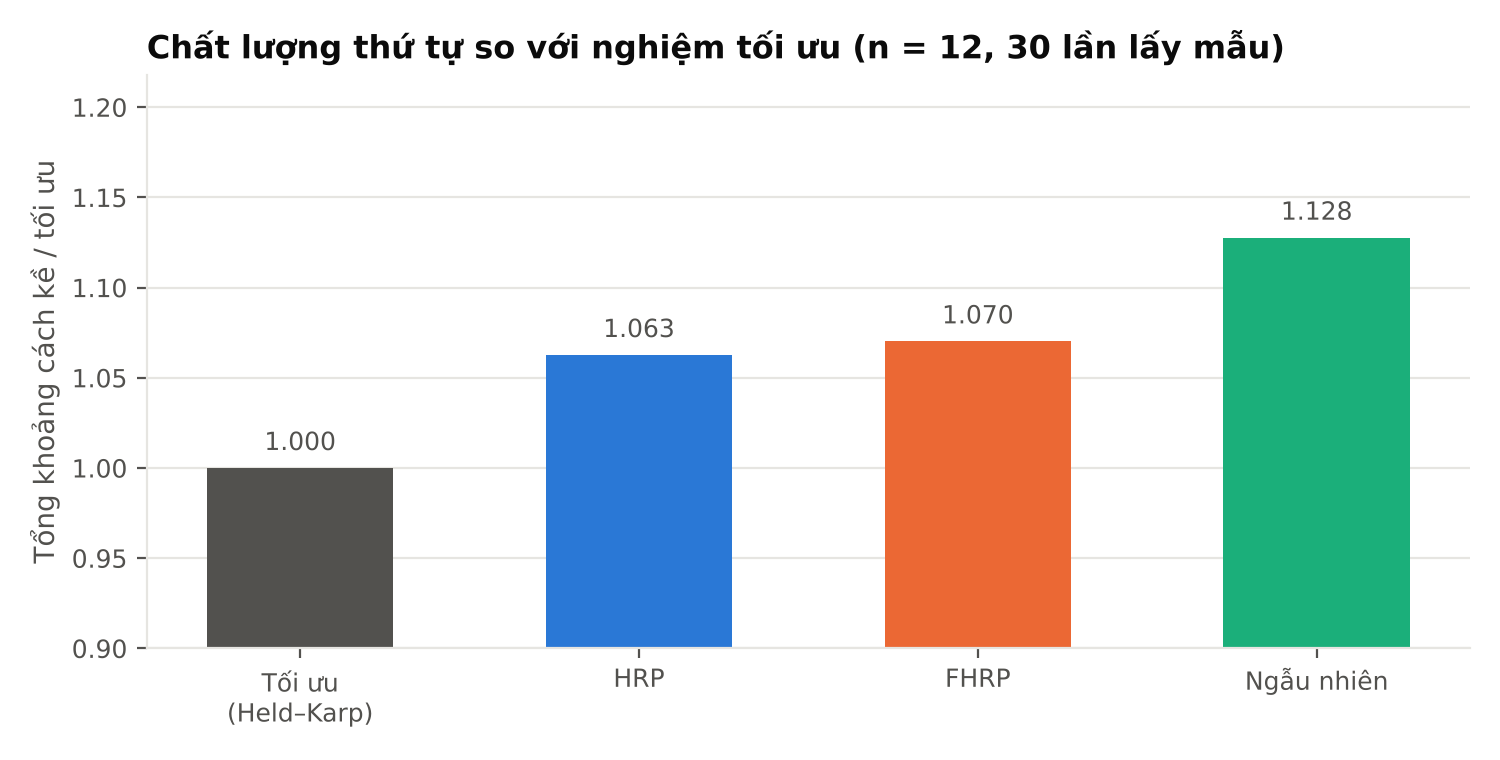 Chất lượng thứ tự so với nghiệm tối ưu (n = 12, 30 lần lấy mẫu)
Tổng khoảng cách kề / tối ưu
1.20
1.15
1.10
1.05
1.00
0.95
0.90
1.000
1.063
1.070
1.128
Tối ưu
(Held–Karp)
HRP
FHRP
Ngẫu nhiên